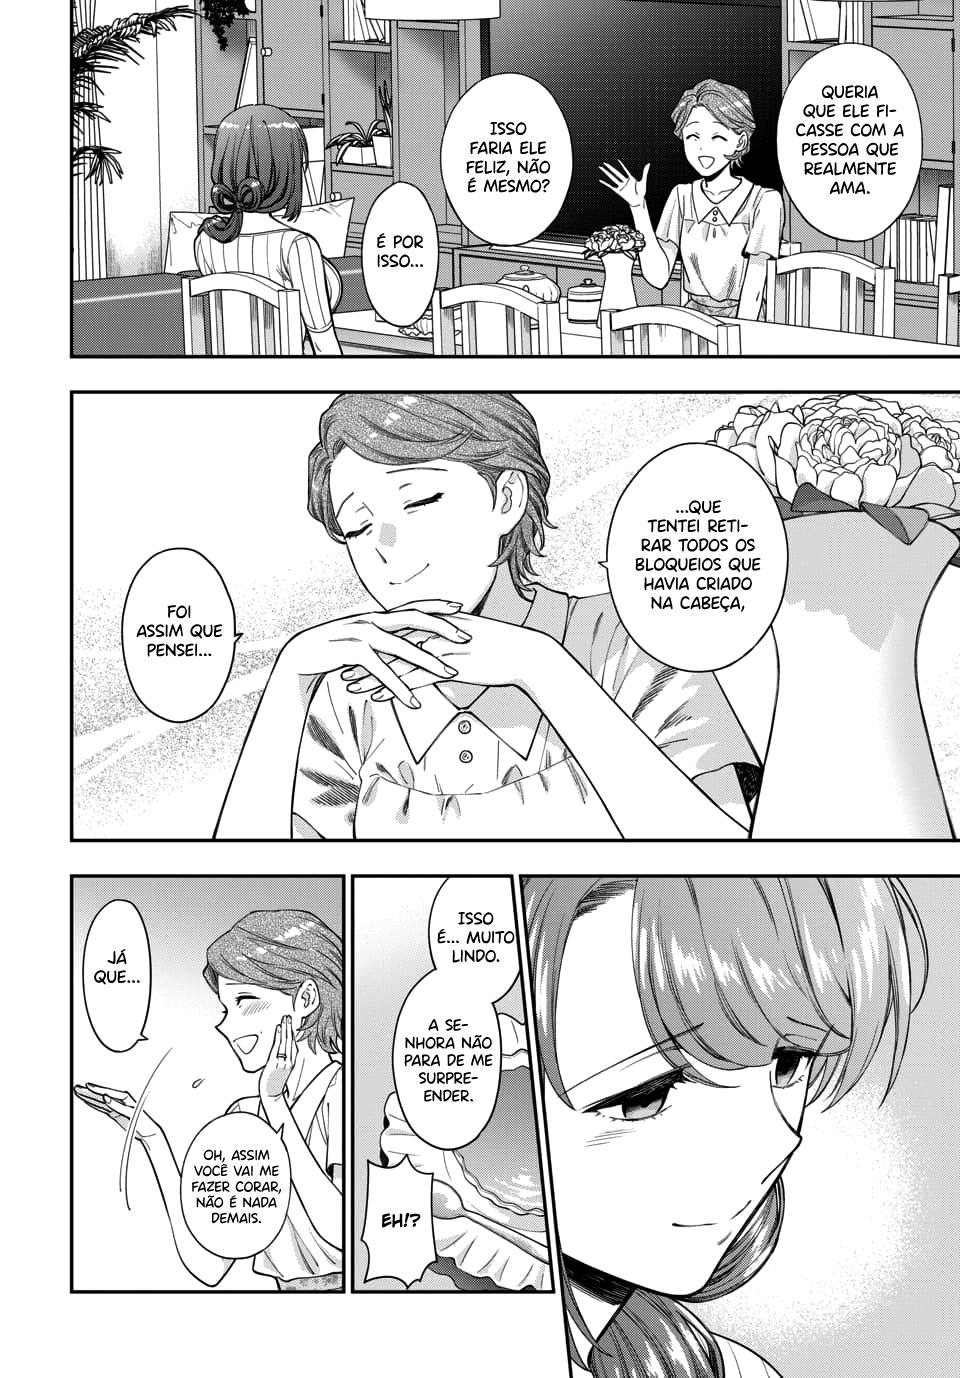 QUERIA
QUE ELE FI-
CASSE COM A
PESSOA QUE
REALMENTE
AMA.
ISSO
FARIA ELE
FELIZ, NÃO
É MESMO?
É POR
ISSO...
...QUE
TENTEI RETI-
RAR TODOS OS
BLOQUEIOS QUE
HAVIA CRIADO
NA CABEÇA,
FOI
ASSIM QUE
PENSEI...
ISSO
É... MUITO
LINDO.
A SE-
NHORA NÃO
PARA DE ME
SURPRE-
ENDER.
EH!?
JÁ
QUE...
OH, ASSIM
VOCÊ VAI ME
FAZER CORAR,
NÃO É NADA
DEMAIS.